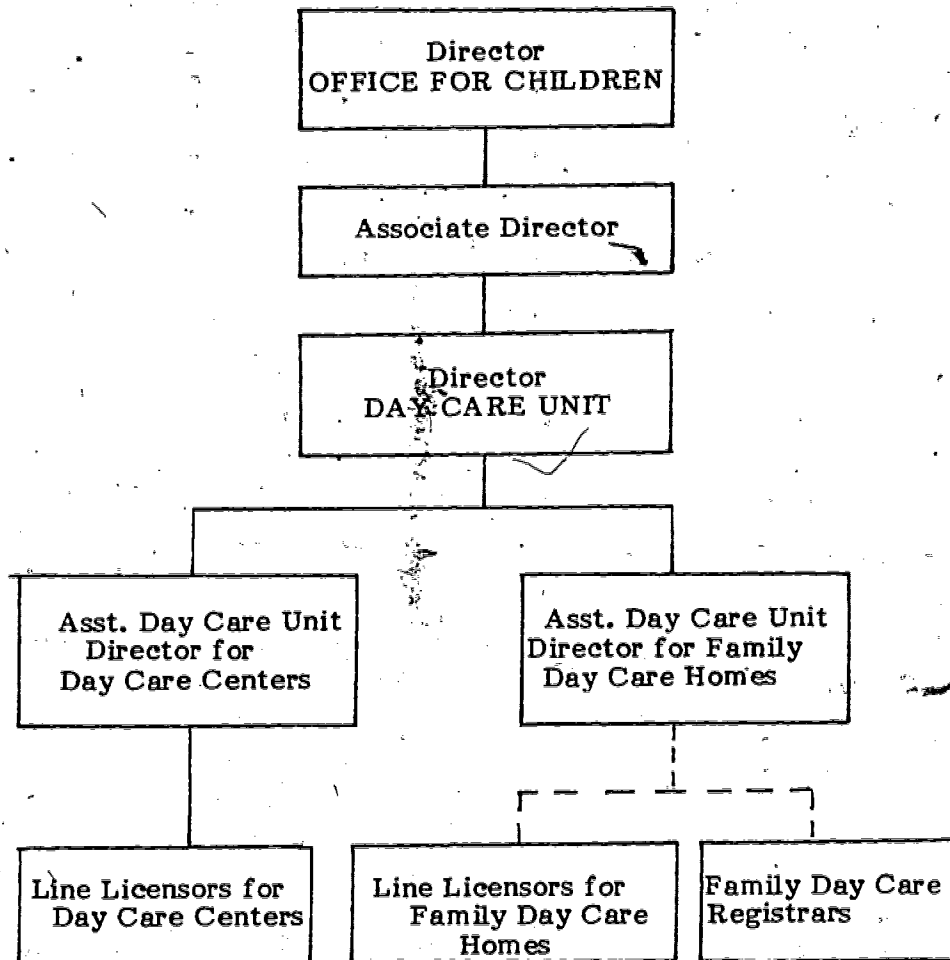 Director
OFFICE FOR CHILDREN
Associate Director
Director
DAY CARE UNIT
Asst. Day Care Unit
Director for
Day Care Centers
Asst. Day Care Unit
Director for Family
Day Care Homes
Line Licensors for
Day Care Centers
Line Licensors for
Family Day Care
Homes
Family Day Care
Registrars